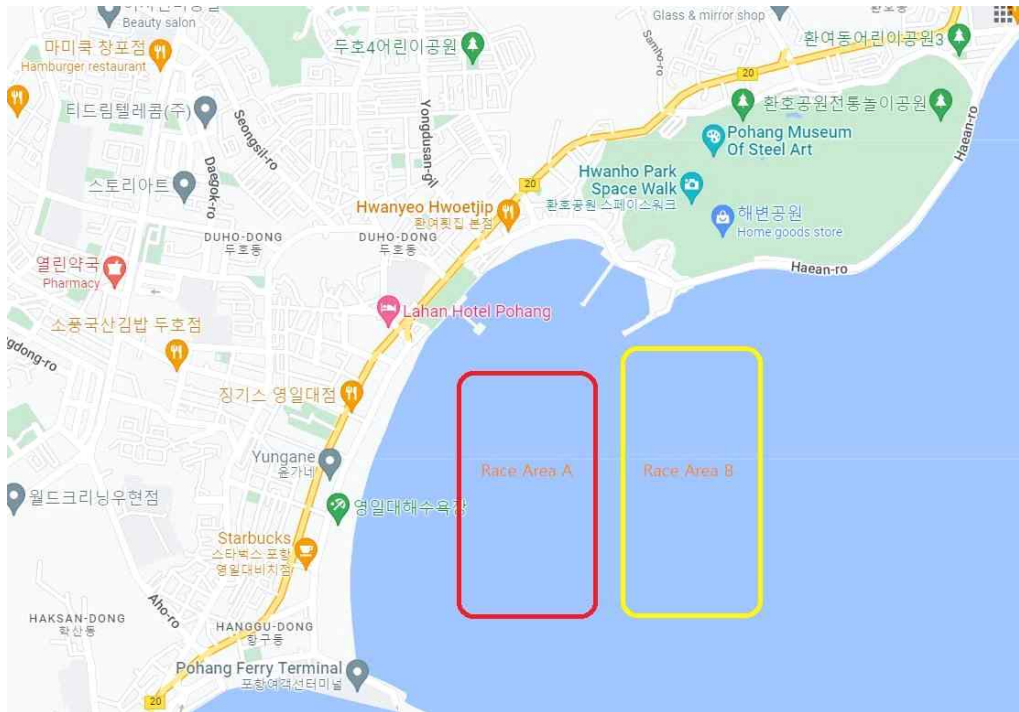 Beauty salon
Glass & mirror shop
환호동
마미쿡 창포점
Hamburger restaurant
두호4어린이공원
환여동어린이공원3
Samho-ro
20
티드림텔레콤(주)
Seongsil-ro
Yongdusan-gil
환호공원전통놀이공원
Pohang Museum
Of Steel Art
Haean-ro
스토리아트
Daegok-ro
20
Hwanho Park
Space Walk
환호공원 스페이스워크
Hwanyeo Hwoetjip
환여횟집 본점
해변공원
Home goods store
DUHO-DONG
두호동
DUHO-DONG
두호동
열린약국
Pharmacy
Haean-ro
Lahan Hotel Pohang
소풍국산김밥 두호점
gdong-ro
징기스 영일대점
Yungane
윤가네
Race Area A
Race Area B
월드크리닝우현점
영일대해수욕장
Starbucks
스타벅스 포항
영일대비치점
Aho-ro
HAKSAN-DONG
학산동
HANGGU-DONG
항구동
Pohang Ferry Terminal
포항여객선터미널
20